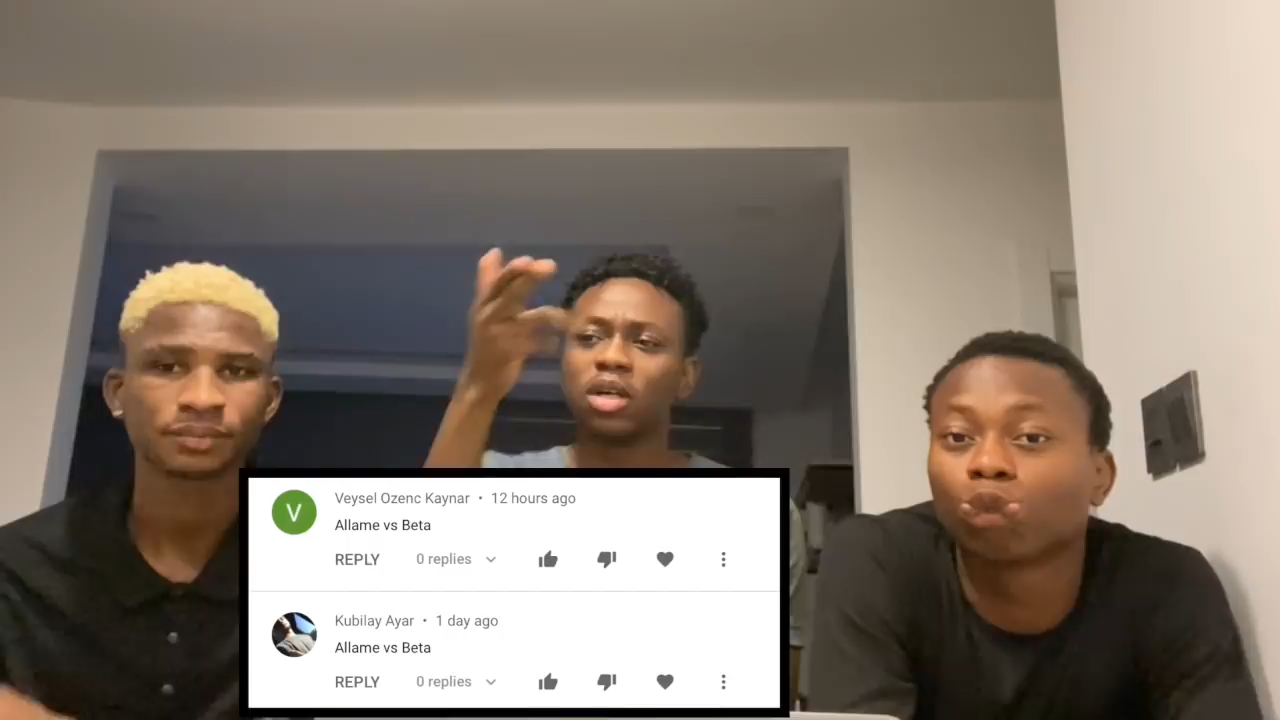 V
Veysel Ozenc Kaynar • 12 hours ago
Allame vs Beta
REPLY 0 replies
Kubilay Ayar • 1 day ago
Allame vs Beta
REPLY 0 replies